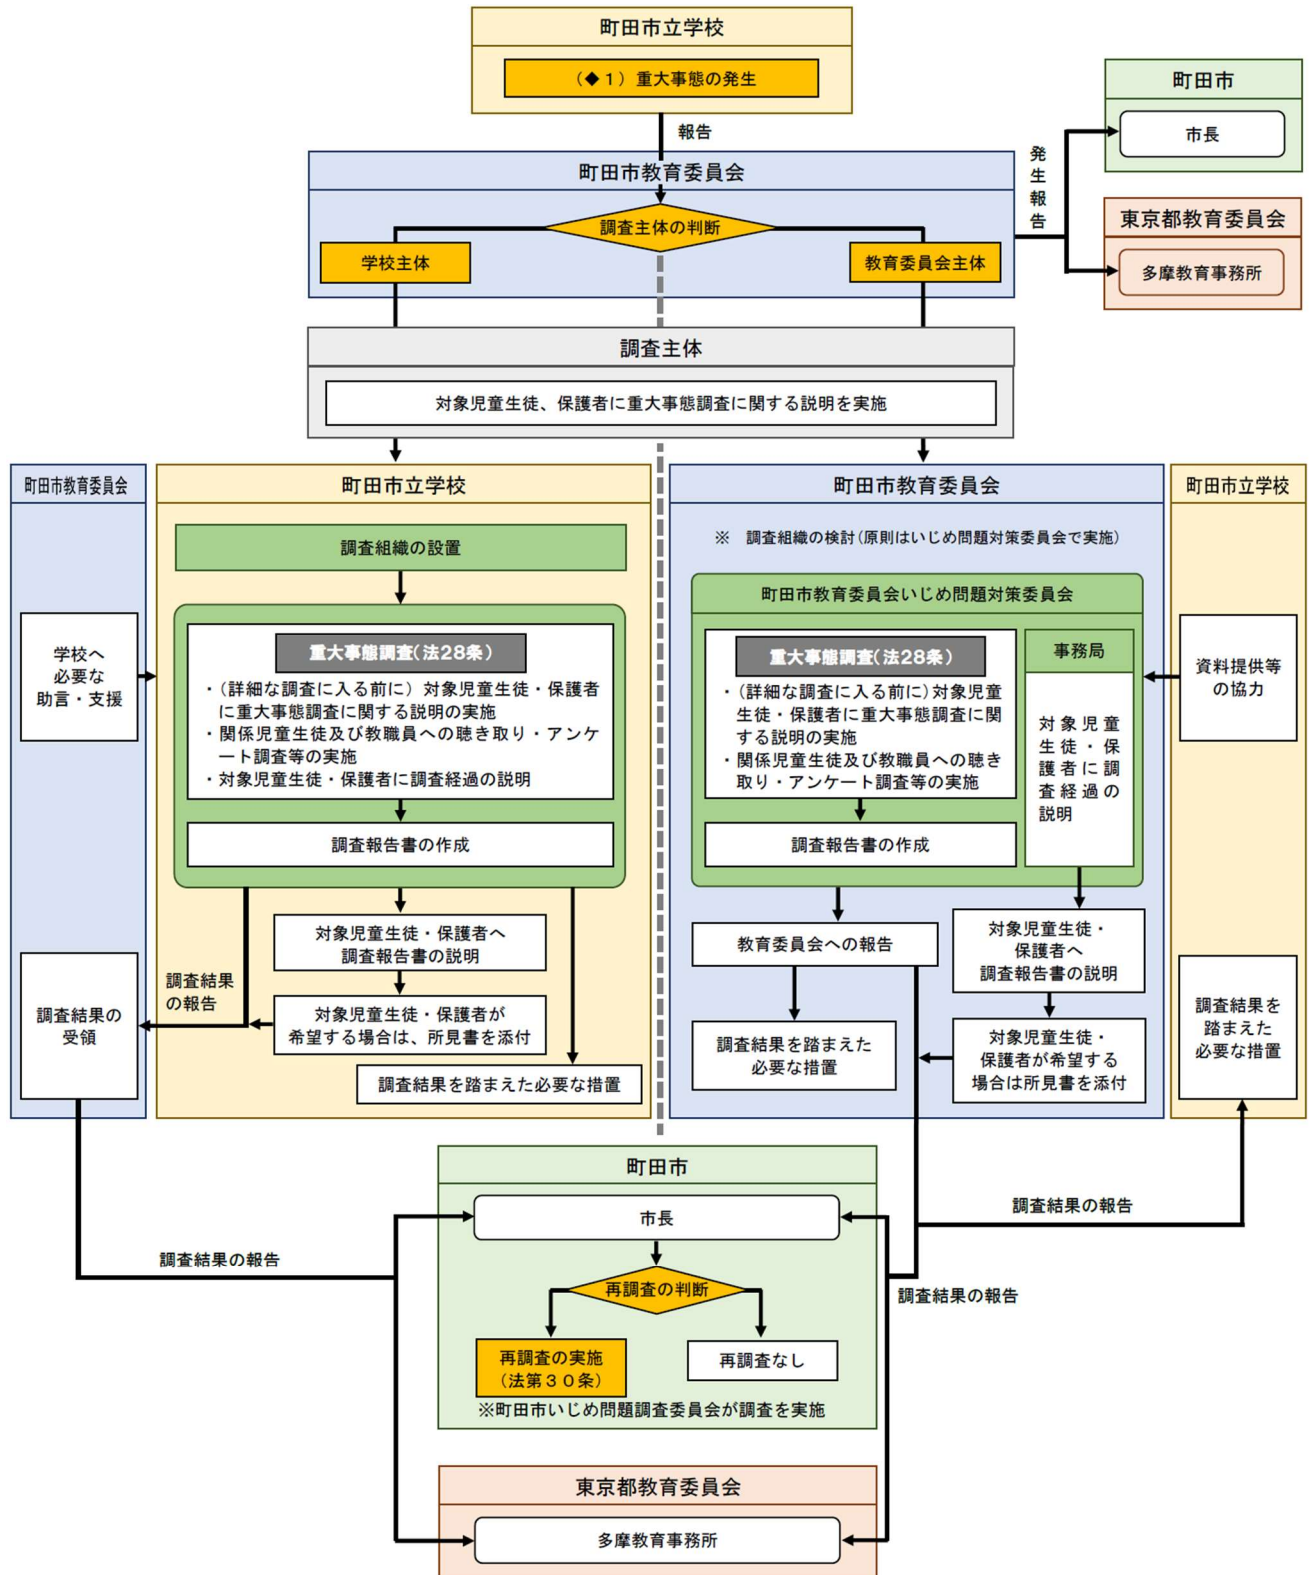 町田市立学校
（◆１）重大事態の発生
報告
町田市
市長
発生報告
東京都教育委員会
多摩教育事務所
町田市教育委員会
調査主体の判断
学校主体
教育委員会主体
調査主体
対象児童生徒、保護者に重大事態調査に関する説明を実施
町田市教育委員会
学校へ
必要な
助言・支援
調査結果の
受領
町田市立学校
調査組織の設置
重大事態調査（法28条）
・（詳細な調査に入る前に）対象児童生徒・保護者
に重大事態調査に関する説明の実施
・関係児童生徒及び教職員への聴き取り・アンケ
ート調査等の実施
・対象児童生徒・保護者に調査経過の説明
調査報告書の作成
対象児童生徒・保護者へ
調査報告書の説明
調査結果
の報告
対象児童生徒・保護者が
希望する場合は、所見書を添付
調査結果を踏まえた必要な措置
町田市教育委員会
※　調査組織の検討（原則はいじめ問題対策委員会で実施）
町田市教育委員会いじめ問題対策委員会
重大事態調査（法28条）
・（詳細な調査に入る前に）対象児童
生徒・保護者に重大事態調査に関
する説明の実施
・関係児童生徒及び教職員への聴き
取り・アンケート調査等の実施
調査報告書の作成
事務局
対象児童
生徒・保
護者に調
査経過の
説明
教育委員会への報告
対象児童生徒・
保護者へ
調査報告書の説明
調査結果を踏まえた
必要な措置
対象児童生徒・
保護者が希望する
場合は所見書を添付
町田市立学校
資料提供等
の協力
調査結果を
踏まえた
必要な措置
調査結果の報告
調査結果の報告
調査結果の報告
町田市
市長
再調査の判断
再調査の実施
（法第３０条）
再調査なし
※町田市いじめ問題調査委員会が調査を実施
東京都教育委員会
多摩教育事務所